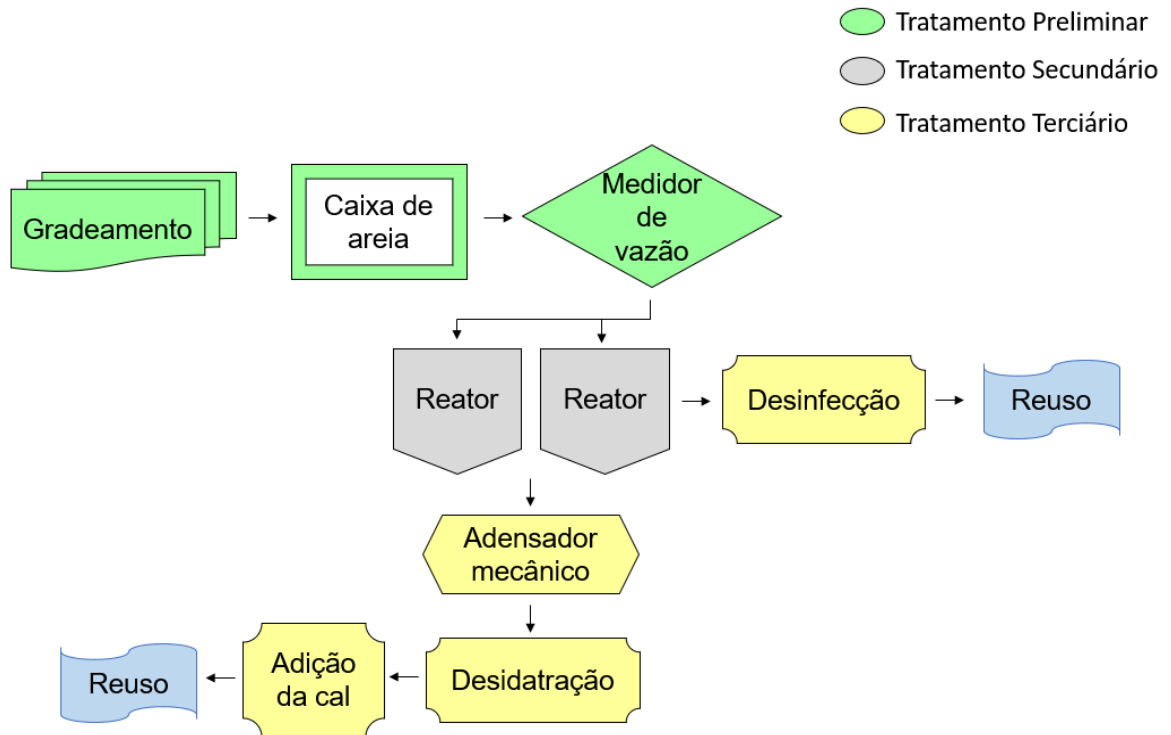 Tratamento Preliminar
Tratamento Secundário
Tratamento Terciário
Gradeamento
Caixa de
areia
Medidor
de
vazão
Reator
Reator
Desinfecção
Reuso
Adensador
mecânico
Reuso
Adição
da cal
Desidatração